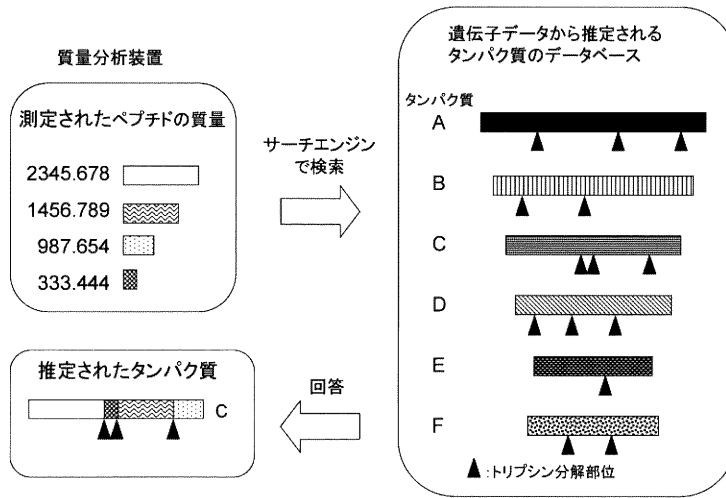 質量分析装置
測定されたペプチドの質量
2345.678
1456.789
987.654
333.444
サーチエンジン
で検索
遺伝子データから推定される
タンパク質のデータベース
タンパク質
A
B
C
D
E
F
▲:トリプシン分解部位
回答
推定されたタンパク質
C